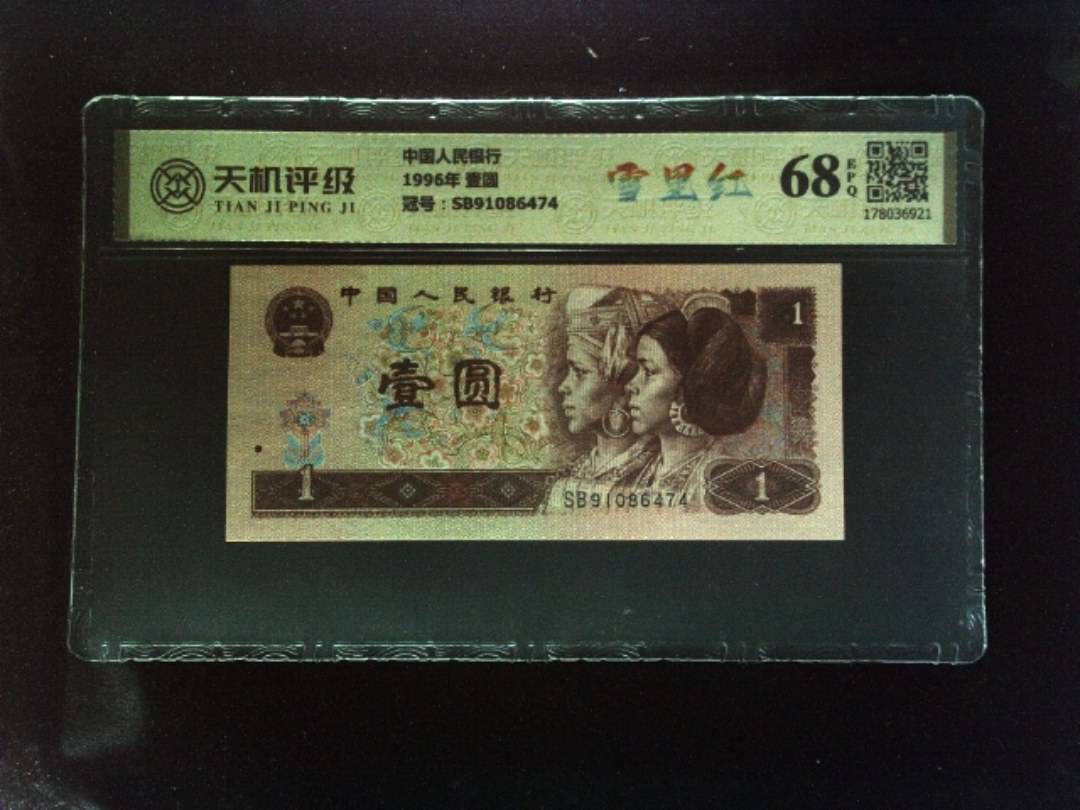 天机评级
TIAN JI PING JI
中国人民银行
1996年 壹圆
冠号：SB91086474
雪里红
68
EPQ
178036921
中国人民银行
1
壹圆
1
SB91086474
1